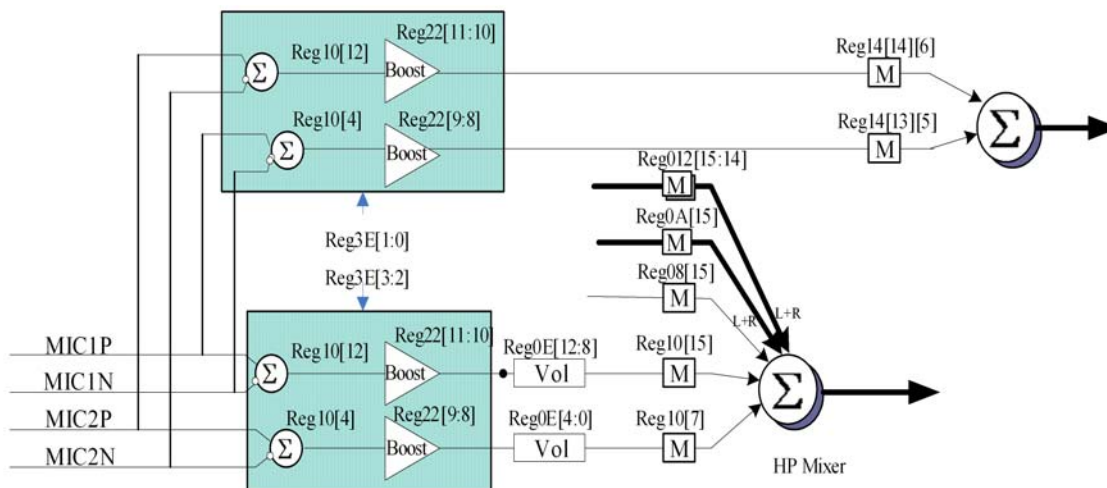 Reg22[11:10]
Reg10[12]
Σ
Boost
Reg14[14][6]
M
Reg10[4]
Reg22[9:8]
Σ
Boost
Reg14[13][5]
M
Σ
Reg012[15:14]
M
Reg3E[1:0]
Reg0A[15]
M
Reg3E[3:2]
Reg08[15]
M
L+R
L+R
MIC1P
MIC1N
MIC2P
MIC2N
Reg22[11:10]
Reg10[12]
Σ
Boost
Reg0E[12:8]
Vol
Reg10[15]
M
Reg10[4]
Reg22[9:8]
Σ
Boost
Reg0E[4:0]
Vol
Reg10[7]
M
Σ
HP Mixer